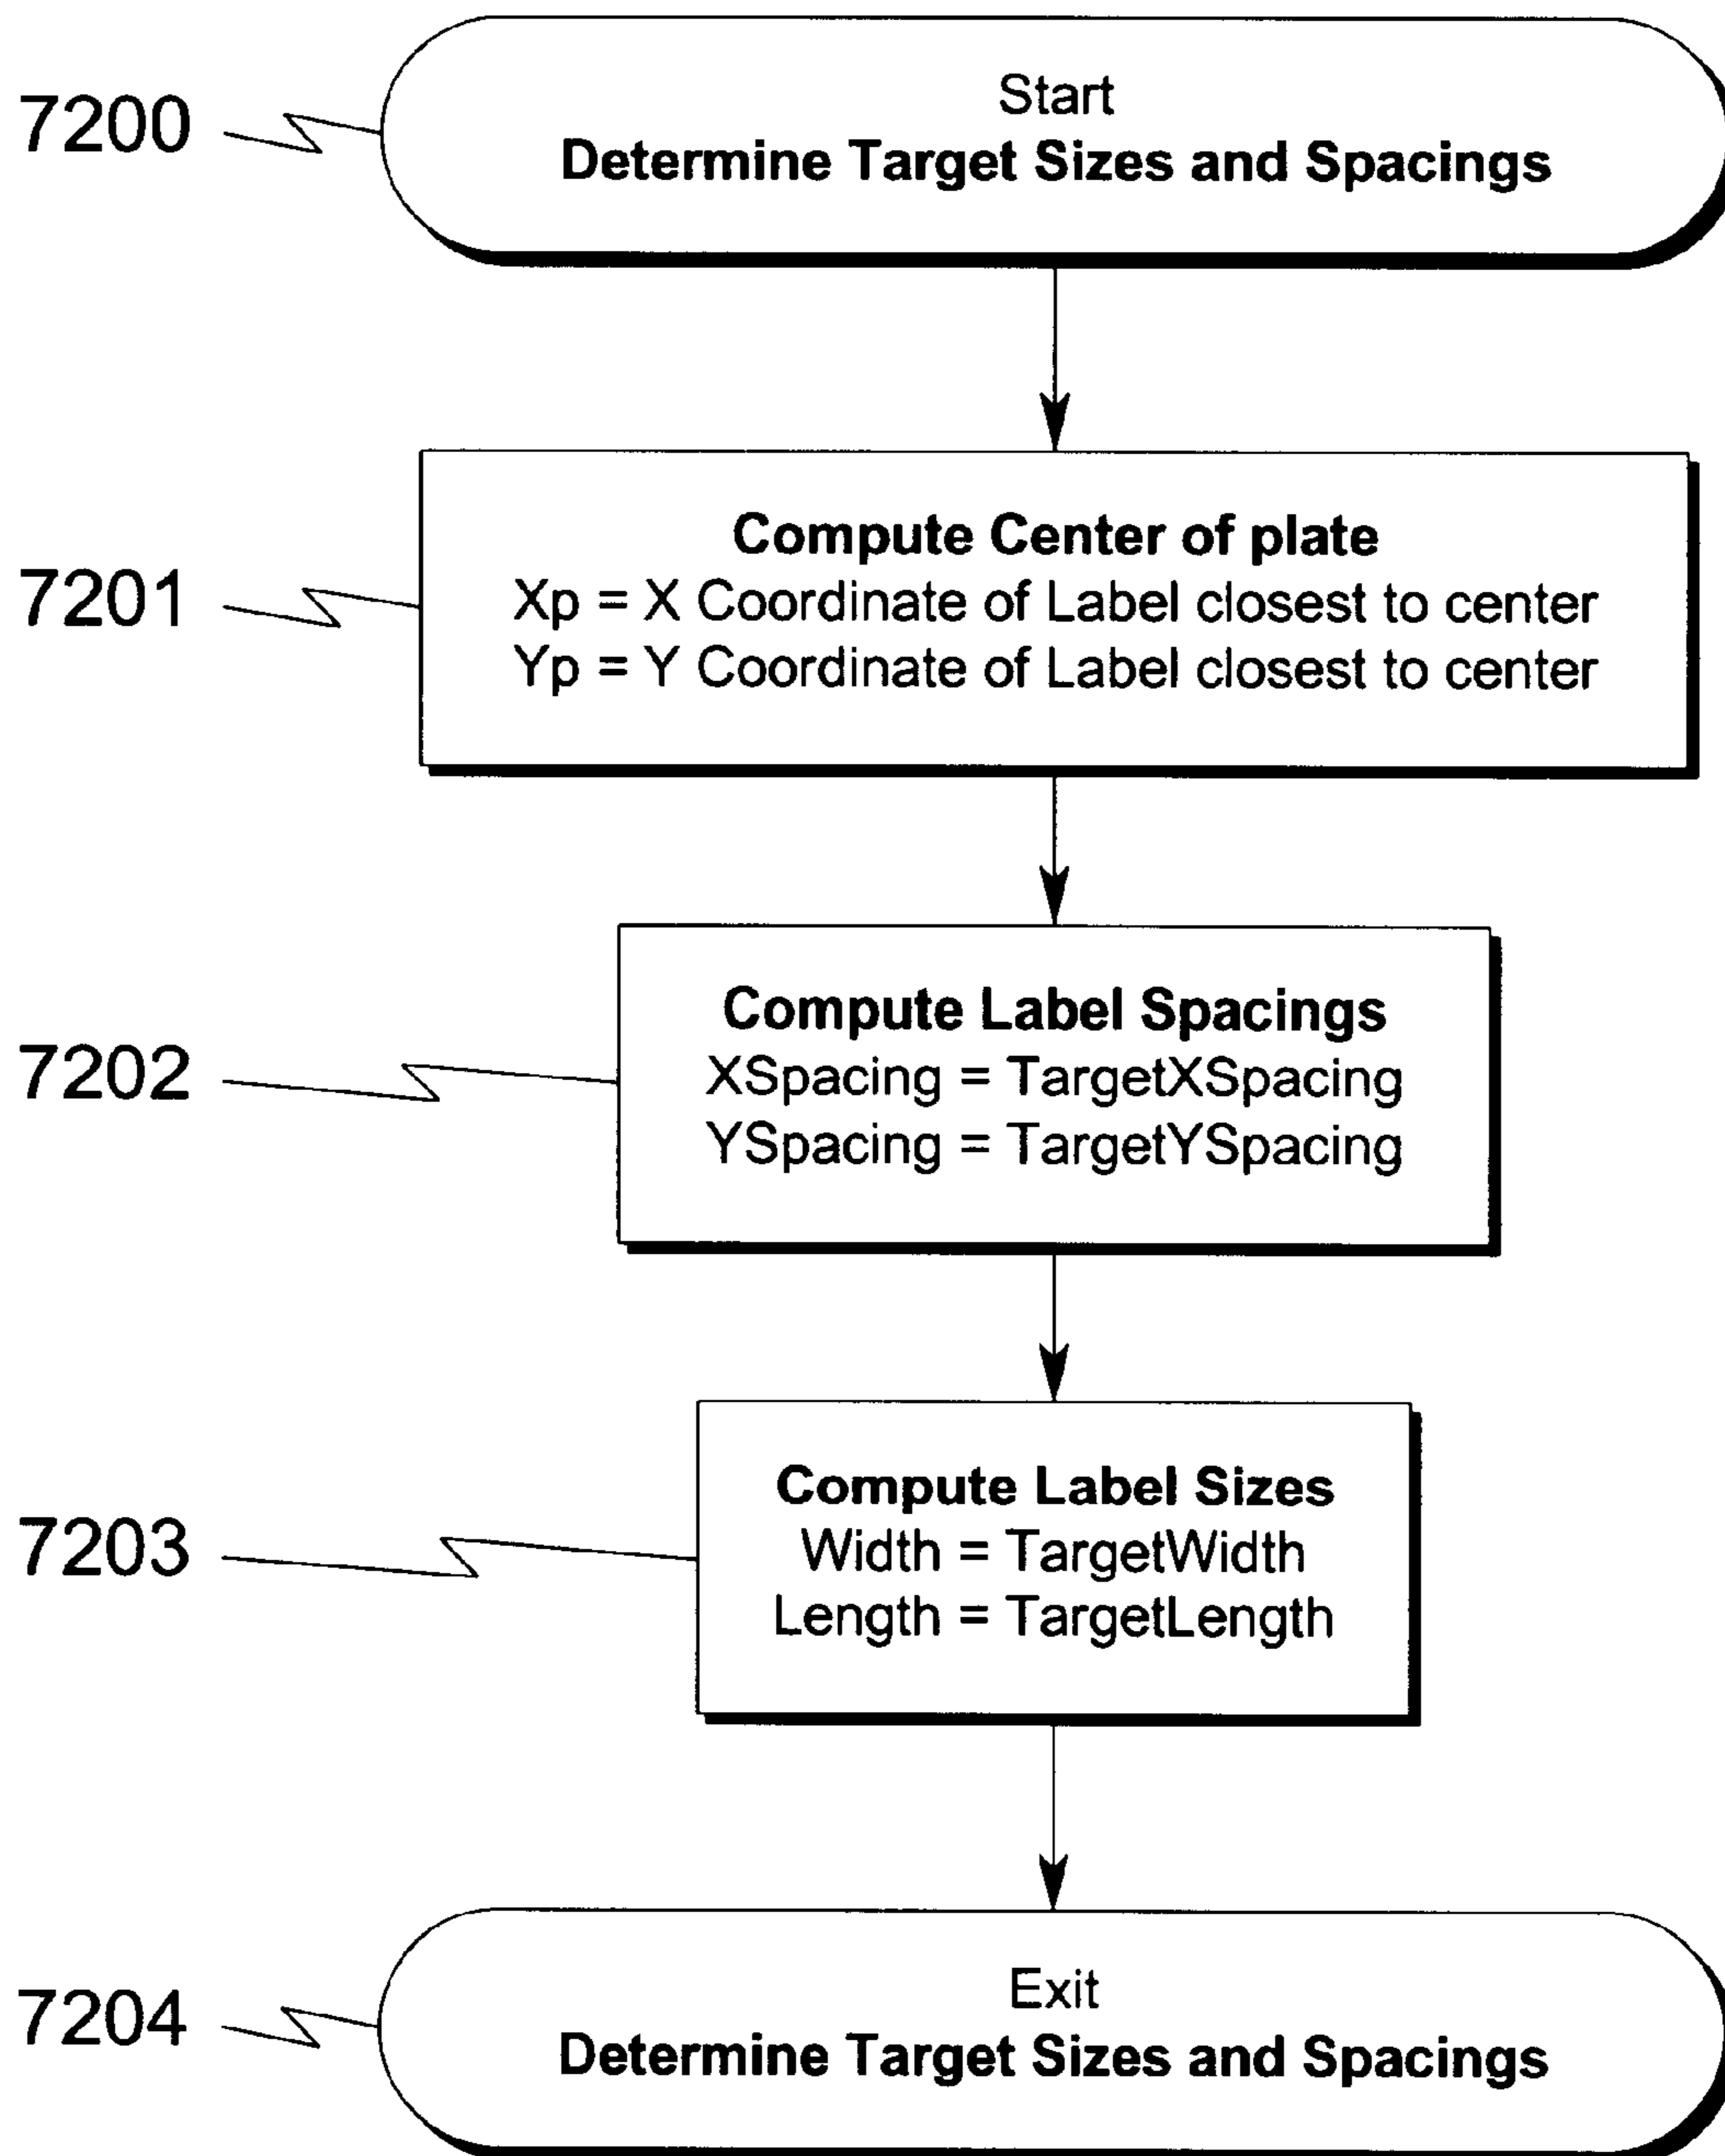 7200
Start
Determine Target Sizes and Spacings
7201
Compute Center of plate
Xp = X Coordinate of Label closest to center
Yp = Y Coordinate of Label closest to center
7202
Compute Label Spacings
XSpacing = TargetXSpacing
YSpacing = TargetYSpacing
7203
Compute Label Sizes
Width = TargetWidth
Length = TargetLength
7204
Exit
Determine Target Sizes and Spacings